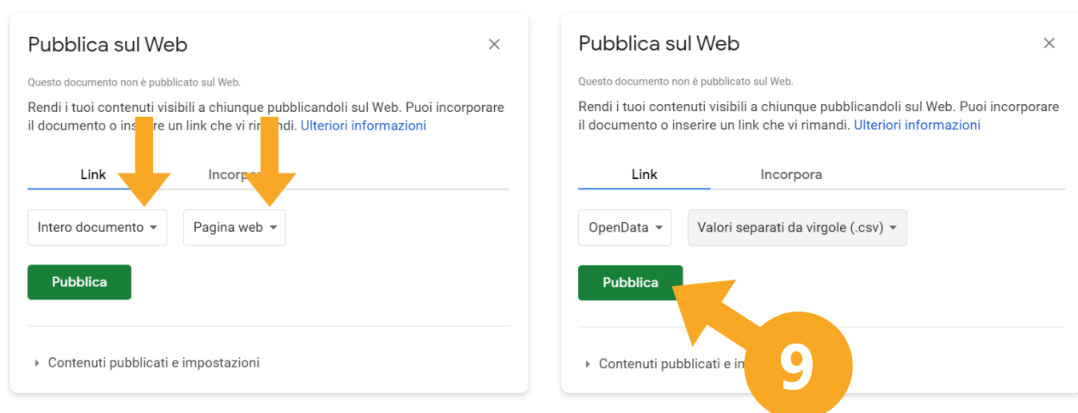 Pubblica sul Web
Questo documento non è pubblicato sul Web.
Rendi i tuoi contenuti visibili a chiunque pubblicandoli sul Web. Puoi incorporare
il documento o inserire un link che vi rimandi. Ulteriori informazioni
Link Incorpora
Intero documento Pagina web
Pubblica
Contenuti pubblicati e impostazioni
Pubblica sul Web
Questo documento non è pubblicato sul Web.
Rendi i tuoi contenuti visibili a chiunque pubblicandoli sul Web. Puoi incorporare
il documento o inserire un link che vi rimandi. Ulteriori informazioni
Link Incorpora
OpenData Valori separati da virgole (.csv)
Pubblica
Contenuti pubblicati e
9